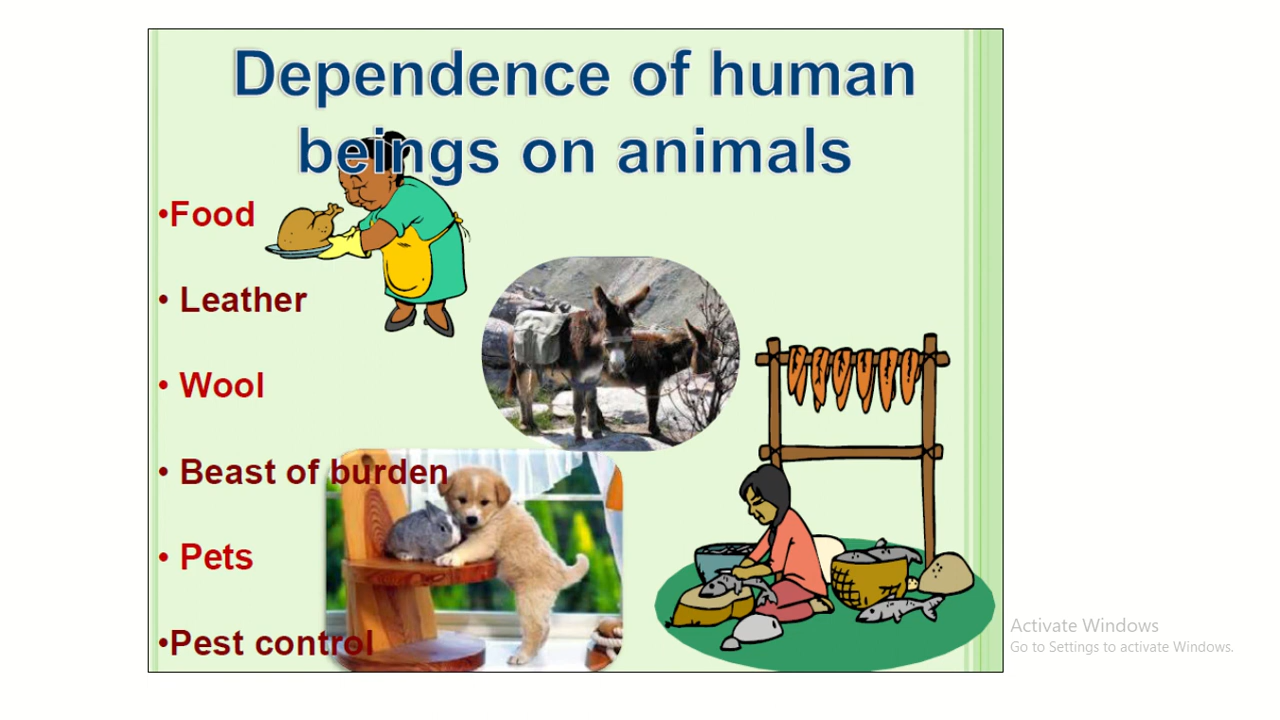 Dependence of human
beings on animals
•Food
• Leather
• Wool
• Beast of burden
• Pets
•Pest control
Activate Windows
Go to Settings to activate Windows.